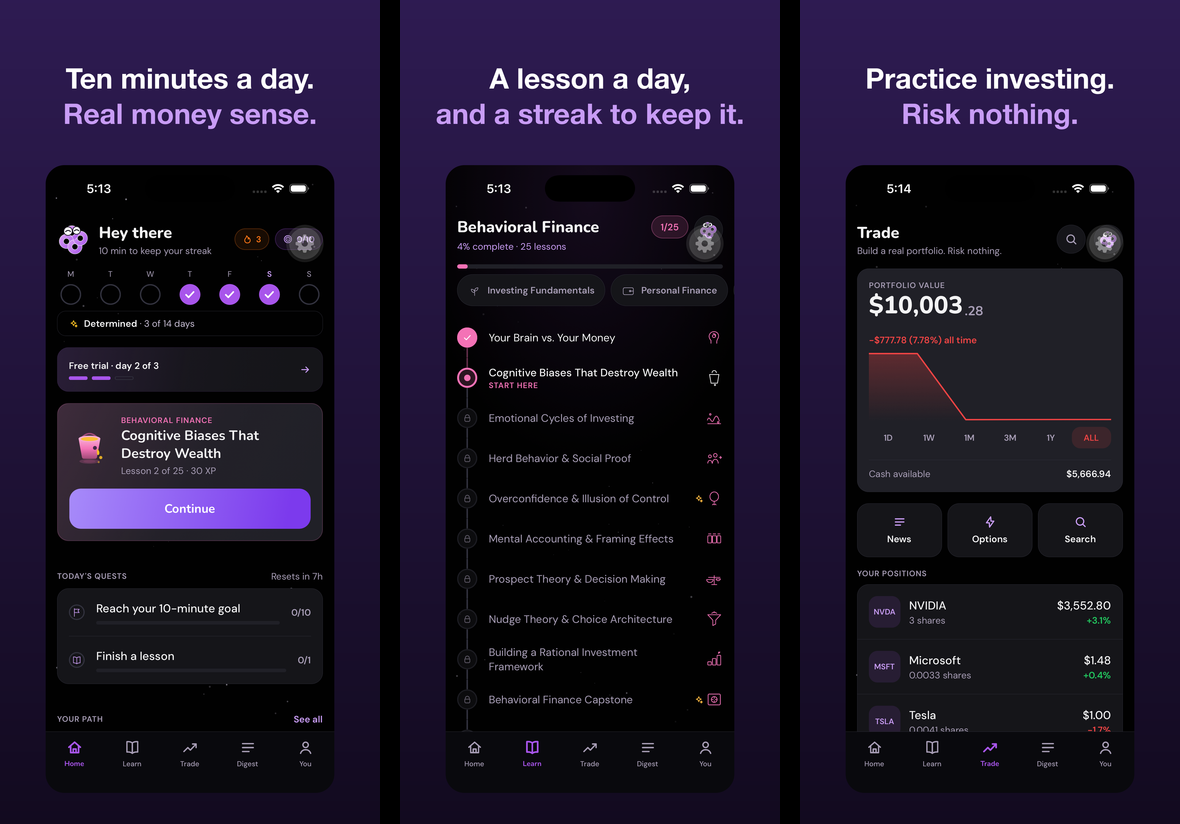 Ten minutes a day.
Real money sense.
5:13
Hey there
10 min to keep your streak
3
M T W T F S S
Determined · 3 of 14 days
Free trial · day 2 of 3
BEHAVIORAL FINANCE
Cognitive Biases That
Destroy Wealth
Lesson 2 of 25 · 30 XP
Continue
TODAY'S QUESTS
Resets in 7h
Reach your 10-minute goal
0/10
Finish a lesson
0/1
YOUR PATH
See all
Home
Learn
Trade
Digest
You
A lesson a day,
and a streak to keep it.
5:13
Behavioral Finance
1/25
4% complete · 25 lessons
Investing Fundamentals
Personal Finance
Your Brain vs. Your Money
Cognitive Biases That Destroy Wealth
START HERE
Emotional Cycles of Investing
Herd Behavior & Social Proof
Overconfidence & Illusion of Control
Mental Accounting & Framing Effects
Prospect Theory & Decision Making
Nudge Theory & Choice Architecture
Building a Rational Investment
Framework
Behavioral Finance Capstone
Home
Learn
Trade
Digest
You
Practice investing.
Risk nothing.
5:14
Trade
Build a real portfolio. Risk nothing.
PORTFOLIO VALUE
$10,003.28
-$777.78 (7.78%) all time
1D
1W
1M
3M
1Y
ALL
Cash available
$5,666.94
News
Options
Search
YOUR POSITIONS
NVDA
NVIDIA
3 shares
$3,552.80
+3.1%
MSFT
Microsoft
0.0033 shares
$1.48
+0.4%
TSLA
Tesla
0.0041 shares
$1.00
-1.7%
Home
Learn
Trade
Digest
You